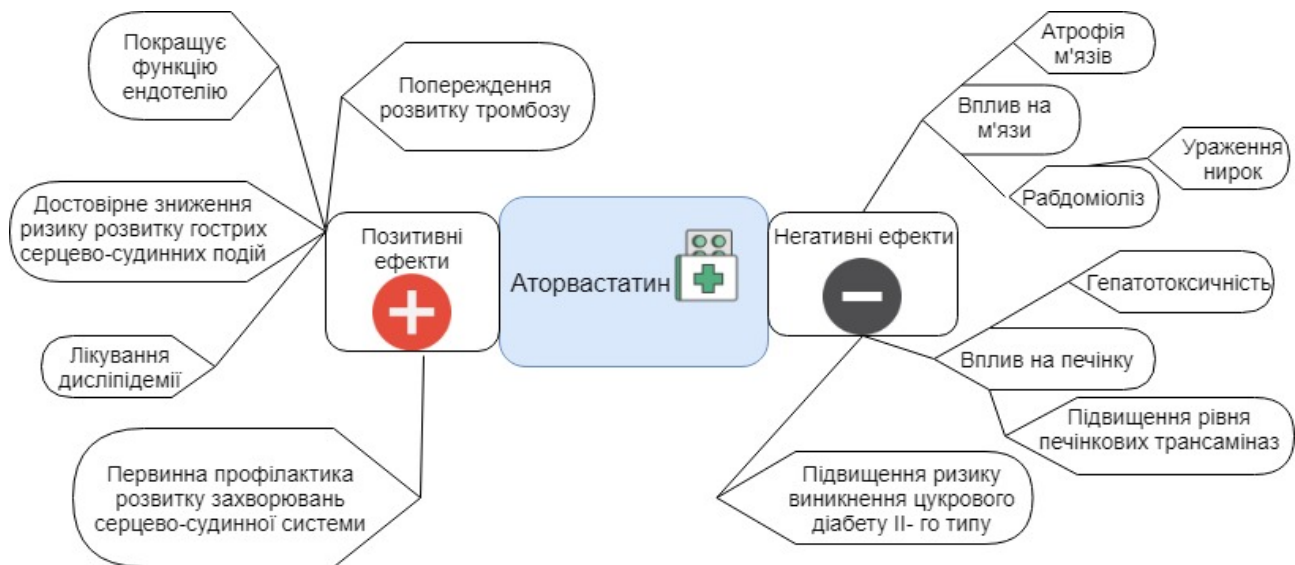 Покращує
функцію
ендотелію
Попереждення
розвитку тромбозу
Достовірне зниження
ризику розвитку гострих
серцево-судинних подій
Лікування
дисліпідемії
Первинна профілактика
розвитку захворювань
серцево-судинної системи
Позитивні
ефекти
Аторвастатин
Негативні ефекти
Атрофія
м'язів
Вплив на
м'язи
Ураження
нирок
Рабдоміоліз
Гепатотоксичність
Вплив на печінку
Підвищення рівня
печінкових трансаміназ
Підвищення ризику
виникнення цукрового
діабету II- го типу